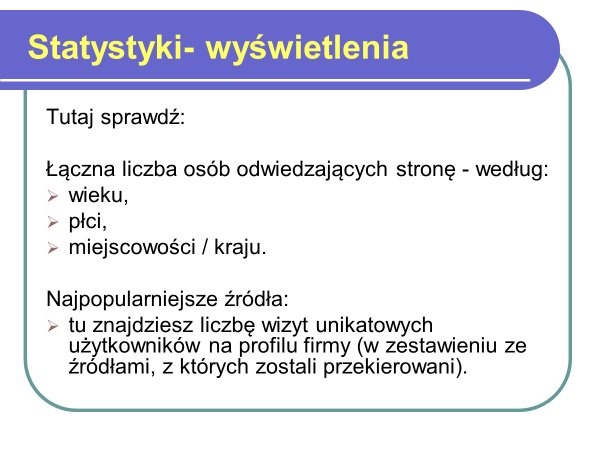 Statystyki- wyświetlenia
Tutaj sprawdź:
Łączna liczba osób odwiedzających stronę - według:
wieku,
płci,
miejscowości / kraju.
Najpopularniejsze źródła:
tu znajdziesz liczbę wizyt unikatowych
użytkowników na profilu firmy (w zestawieniu ze
źródłami, z których zostali przekierowani).